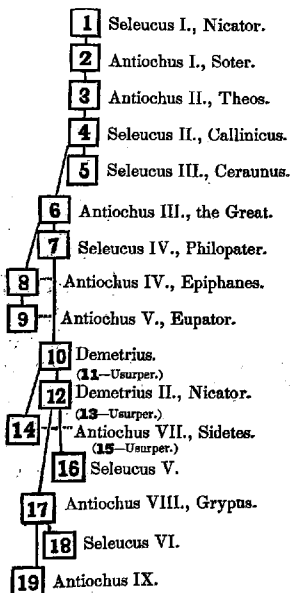 1 Seleucus I., Nicator.
2 Antiochus I., Soter.
3 Antiochus II., Theos.
4 Seleucus II., Callinicus.
5 Seleucus III., Ceraunus.
6 Antiochus III., the Great.
7 Seleucus IV., Philopater.
8 Antiochus IV., Epiphanes.
9 Antiochus V., Eupator.
10 Demetrius.
(11—Usurper.)
12 Demetrius II., Nicator.
(13—Usurper.)
14 Antiochus VII., Sidetes.
(15—Usurper.)
16 Seleucus V.
17 Antiochus VIII., Grypus.
18 Seleucus VI.
19 Antiochus IX.